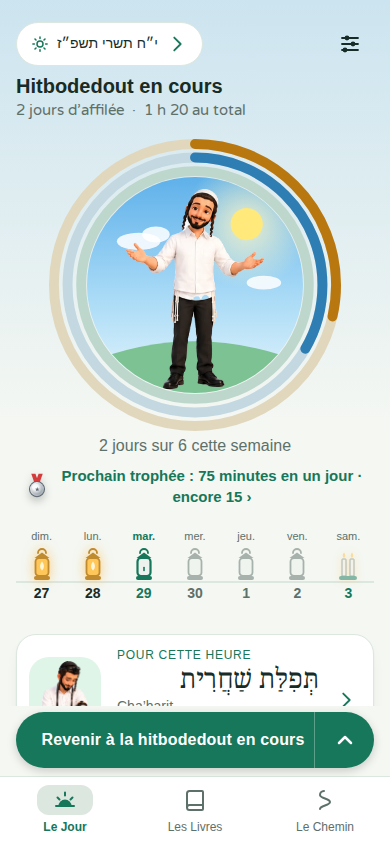 י״ח תשרי תשפ״ז
Hitbodedout en cours
2 jours d’affilée · 1 h 20 au total
2 jours sur 6 cette semaine
Prochain trophée : 75 minutes en un jour ·
encore 15 ›
dim. lun. mar. mer. jeu. ven. sam.
27 28 29 30 1 2 3
POUR CETTE HEURE
תְּפִלַּת שַׁחֲרִית
Cha’harit
Revenir à la hitbodedout en cours
Le Jour Les Livres Le Chemin